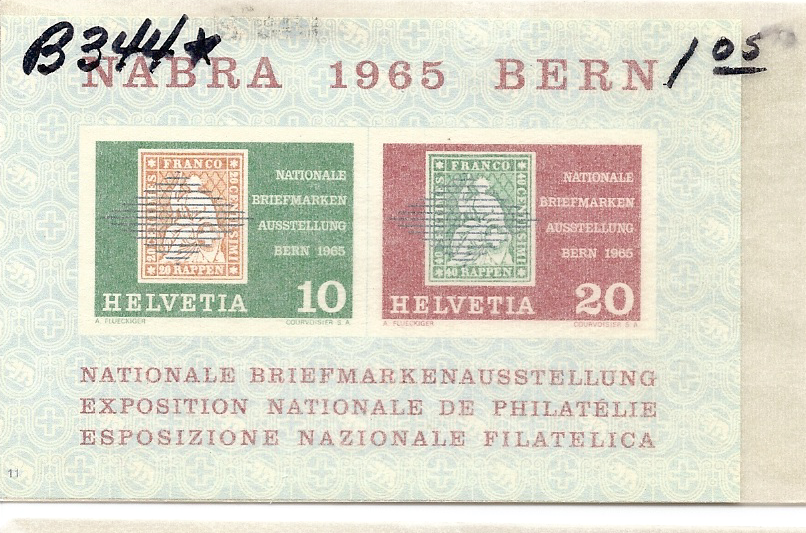 B344* 1 05
NABRA 1965 BERN
FRANCO
20 RAPPEN
NATIONALE
BRIEFMARKEN
AUSSTELLUNG
BERN 1965
HELVETIA 10
A. FLUECKIGER COURVOISIER S A
FRANCO
40 RAPPEN
NATIONALE
BRIEFMARKEN
AUSSTELLUNG
BERN 1965
HELVETIA 20
A. FLUECKIGER COURVOISIER S A
NATIONALE BRIEFMARKENAUSSTELLUNG
EXPOSITION NATIONALE DE PHILATÉLIE
ESPOSIZIONE NAZIONALE FILATELICA
11